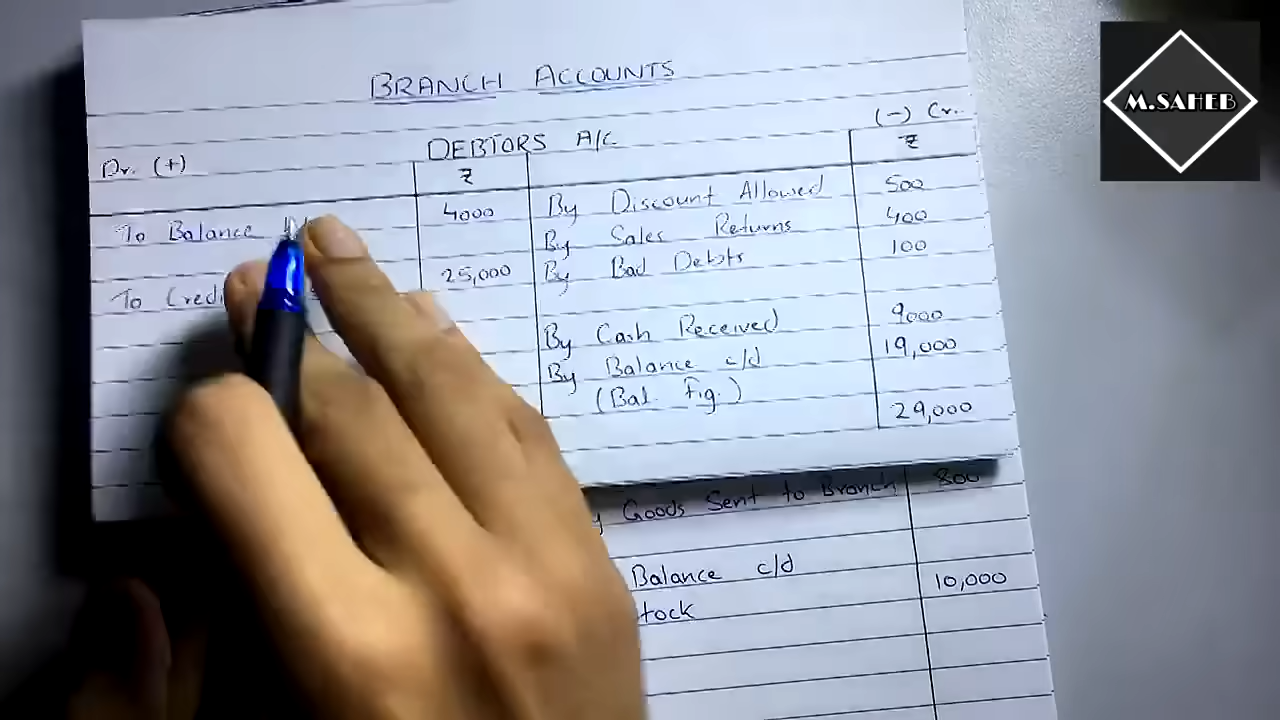 BRANCH ACCOUNTS
M.SAHEB
DEBTORS A/C
Dr. (+)
(-) Cr.
₹
₹
To Balance
4000
By Discount Allowed
500
By Sales Returns
400
To
25,000
By Bad Debts
100
By Cash Received
9000
By Balance c/d
19,000
(Bal. Fig.)
29,000
Goods Sent to Branch
800
Balance c/d
10,000